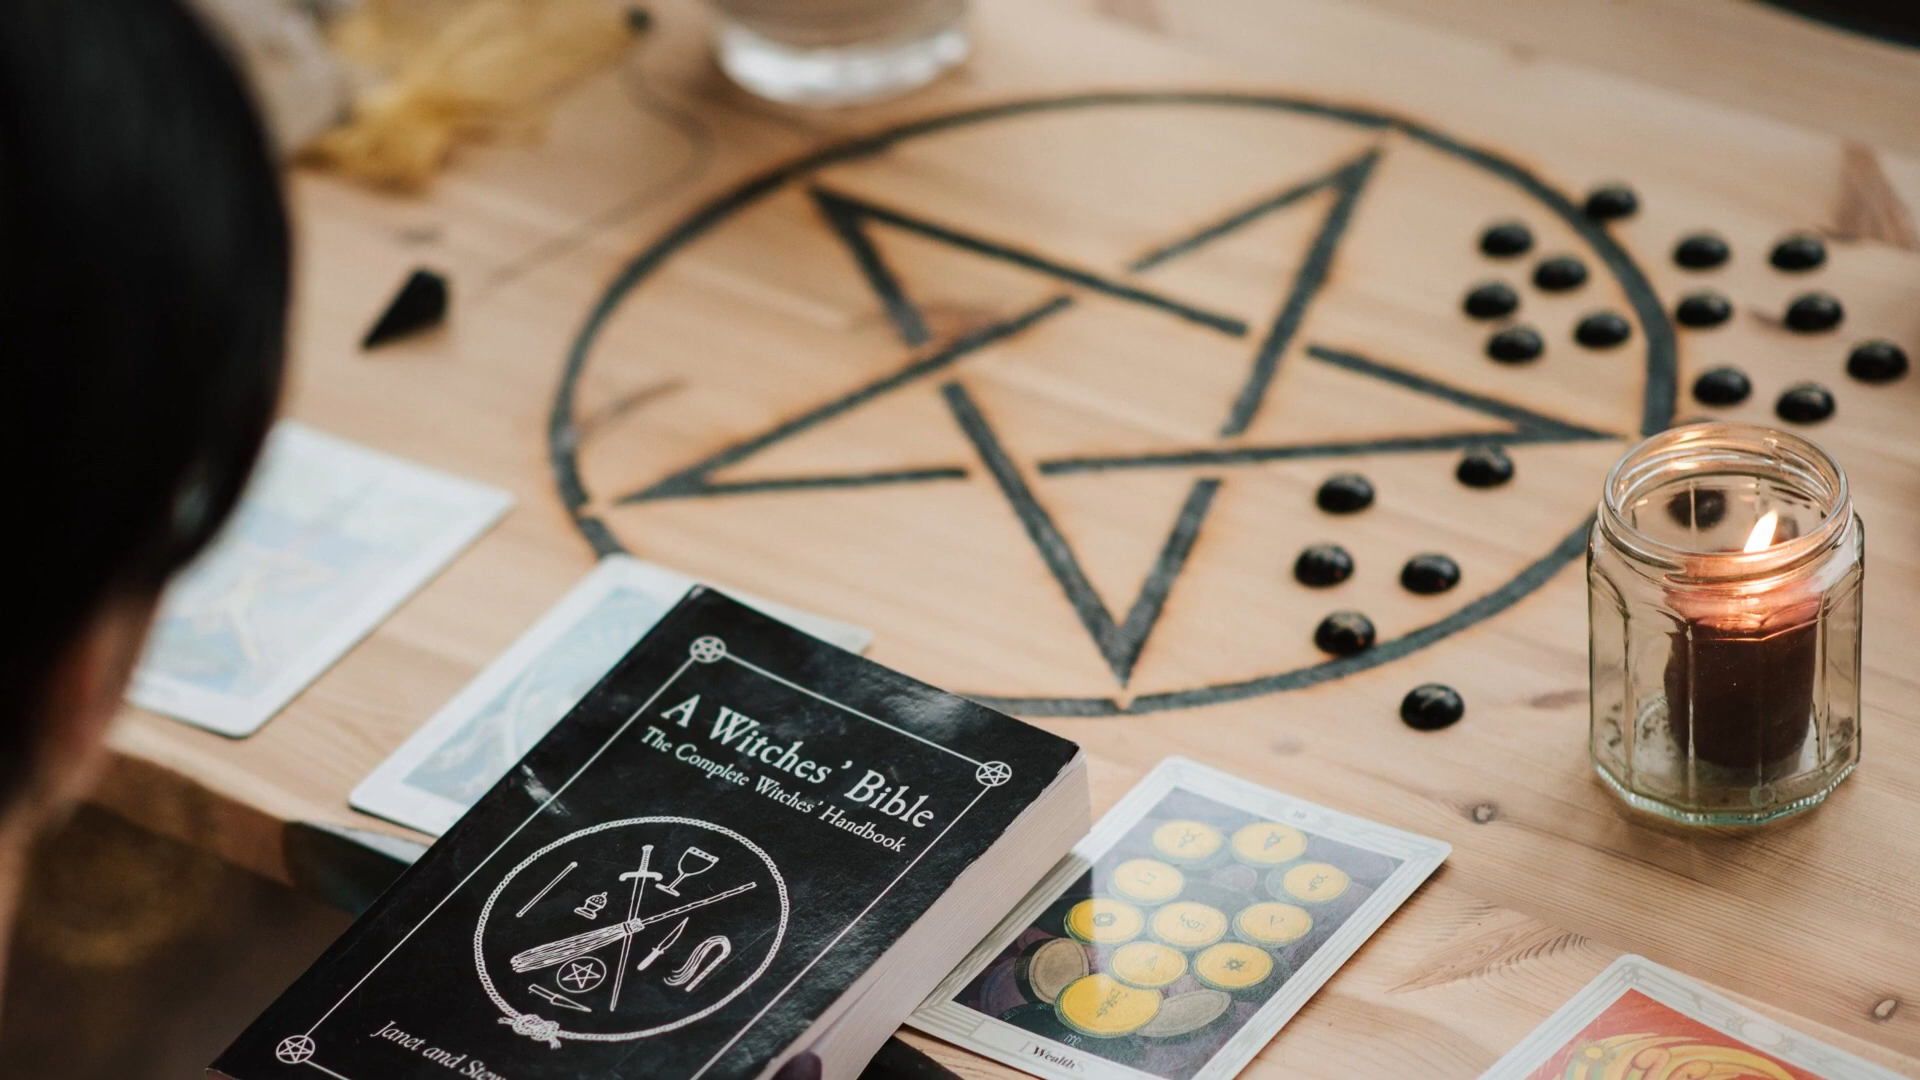 A Witches' Bible
The Complete Witches' Handbook
Janet and
Wealth